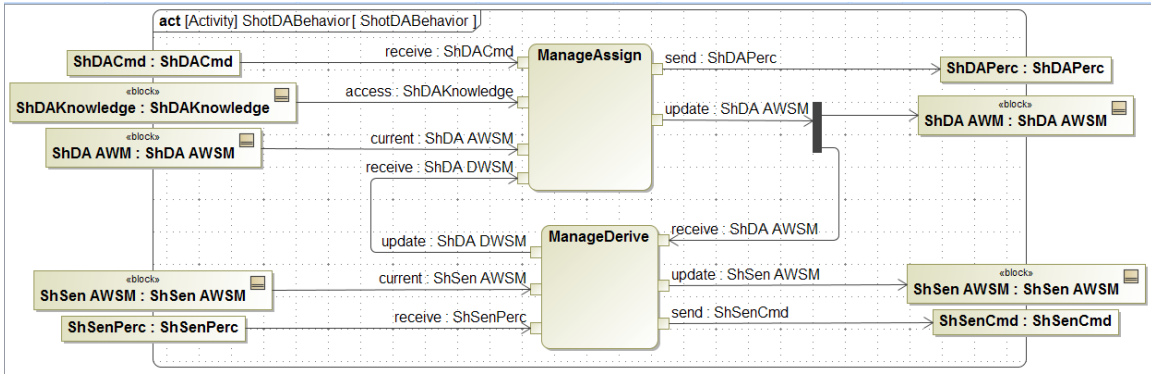 act [Activity] ShotDABehavior[ ShotDABehavior ]
ShDACmd : ShDACmd
receive : ShDACmd
ManageAssign
send : ShDAPerc
ShDAPerc : ShDAPerc
«block»
ShDAKnowledge : ShDAKnowledge
access : ShDAKnowledge
update : ShDA AWSM
«block»
ShDA AWM : ShDA AWSM
«block»
ShDA AWM : ShDA AWSM
current : ShDA AWSM
receive : ShDA DWSM
ManageDerive
receive : ShDA AWSM
update : ShDA DWSM
«block»
ShSen AWSM : ShSen AWSM
current : ShSen AWSM
update : ShSen AWSM
«block»
ShSen AWSM : ShSen AWSM
ShSenPerc : ShSenPerc
receive : ShSenPerc
send : ShSenCmd
ShSenCmd : ShSenCmd